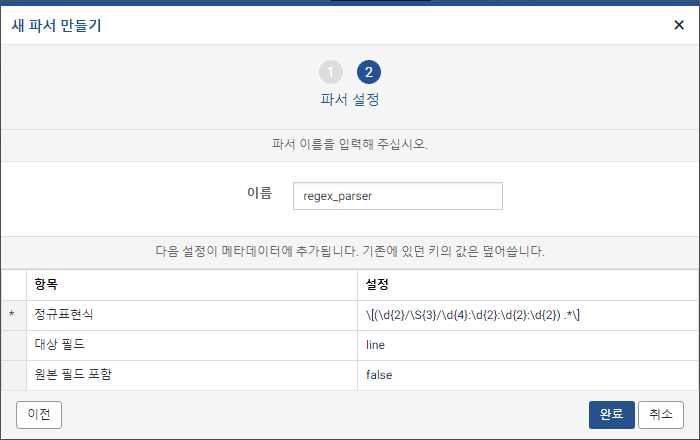 새 파서 만들기 ×
1 2
파서 설정
파서 이름을 입력해 주십시오.
이름 regex_parser
다음 설정이 메타데이터에 추가됩니다. 기존에 있던 키의 값은 덮어씁니다.
항목 설정
* 정규표현식 \[(\d{2}/\S{3}/\d{4}:\d{2}:\d{2}:\d{2}) .*\]
대상 필드 line
원본 필드 포함 false
이전 완료 취소